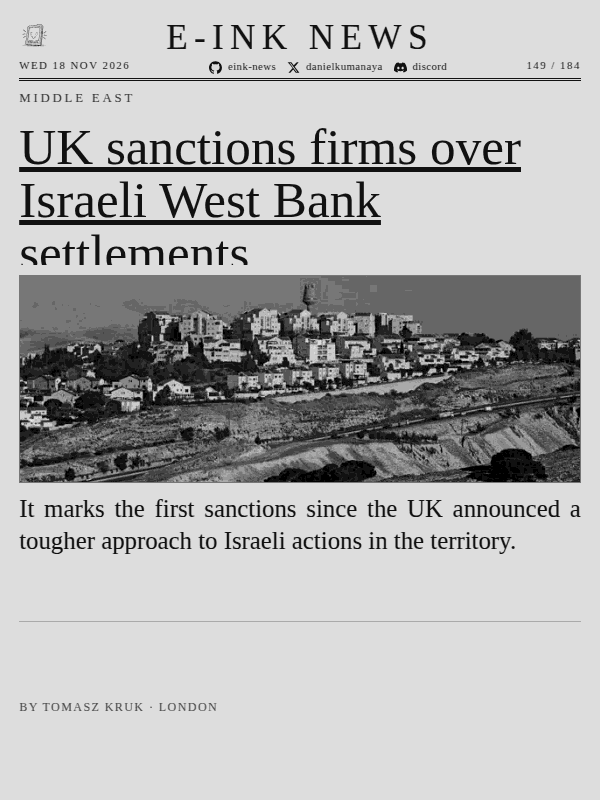 E-INK NEWS
WED 18 NOV 2026
eink-news danielkumanaya discord
149 / 184
MIDDLE EAST
UK sanctions firms over
Israeli West Bank
settlements
It marks the first sanctions since the UK announced a
tougher approach to Israeli actions in the territory.
BY TOMASZ KRUK · LONDON